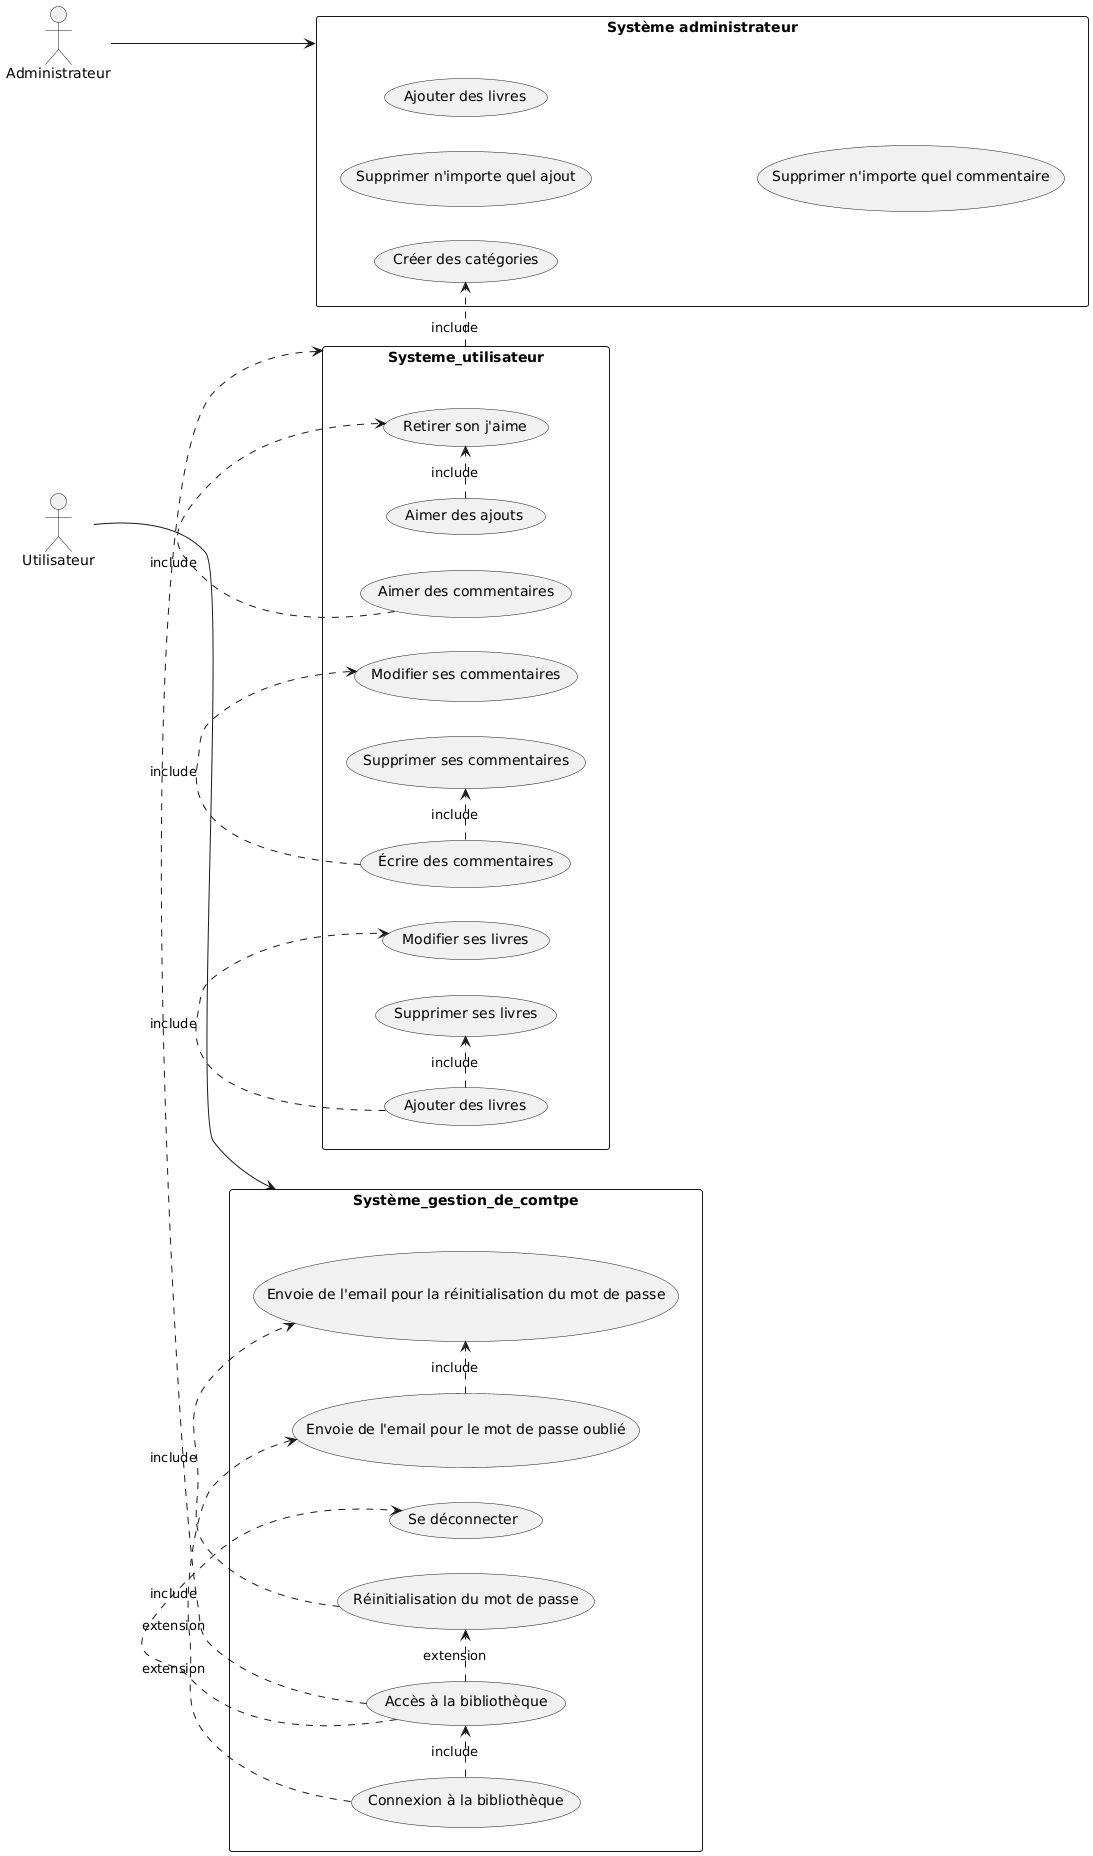 Administrateur
Système administrateur
Ajouter des livres
Supprimer n'importe quel ajout
Supprimer n'importe quel commentaire
Créer des catégories
include
Systeme_utilisateur
Retirer son j'aime
include
Aimer des ajouts
Utilisateur
include
Aimer des commentaires
Modifier ses commentaires
Supprimer ses commentaires
include
include
Écrire des commentaires
Modifier ses livres
Supprimer ses livres
include
include
Ajouter des livres
Système_gestion_de_comtpe
Envoie de l'email pour la réinitialisation du mot de passe
include
Envoie de l'email pour le mot de passe oublié
include
Se déconnecter
include
Réinitialisation du mot de passe
extension
extension
extension
Accès à la bibliothèque
include
Connexion à la bibliothèque